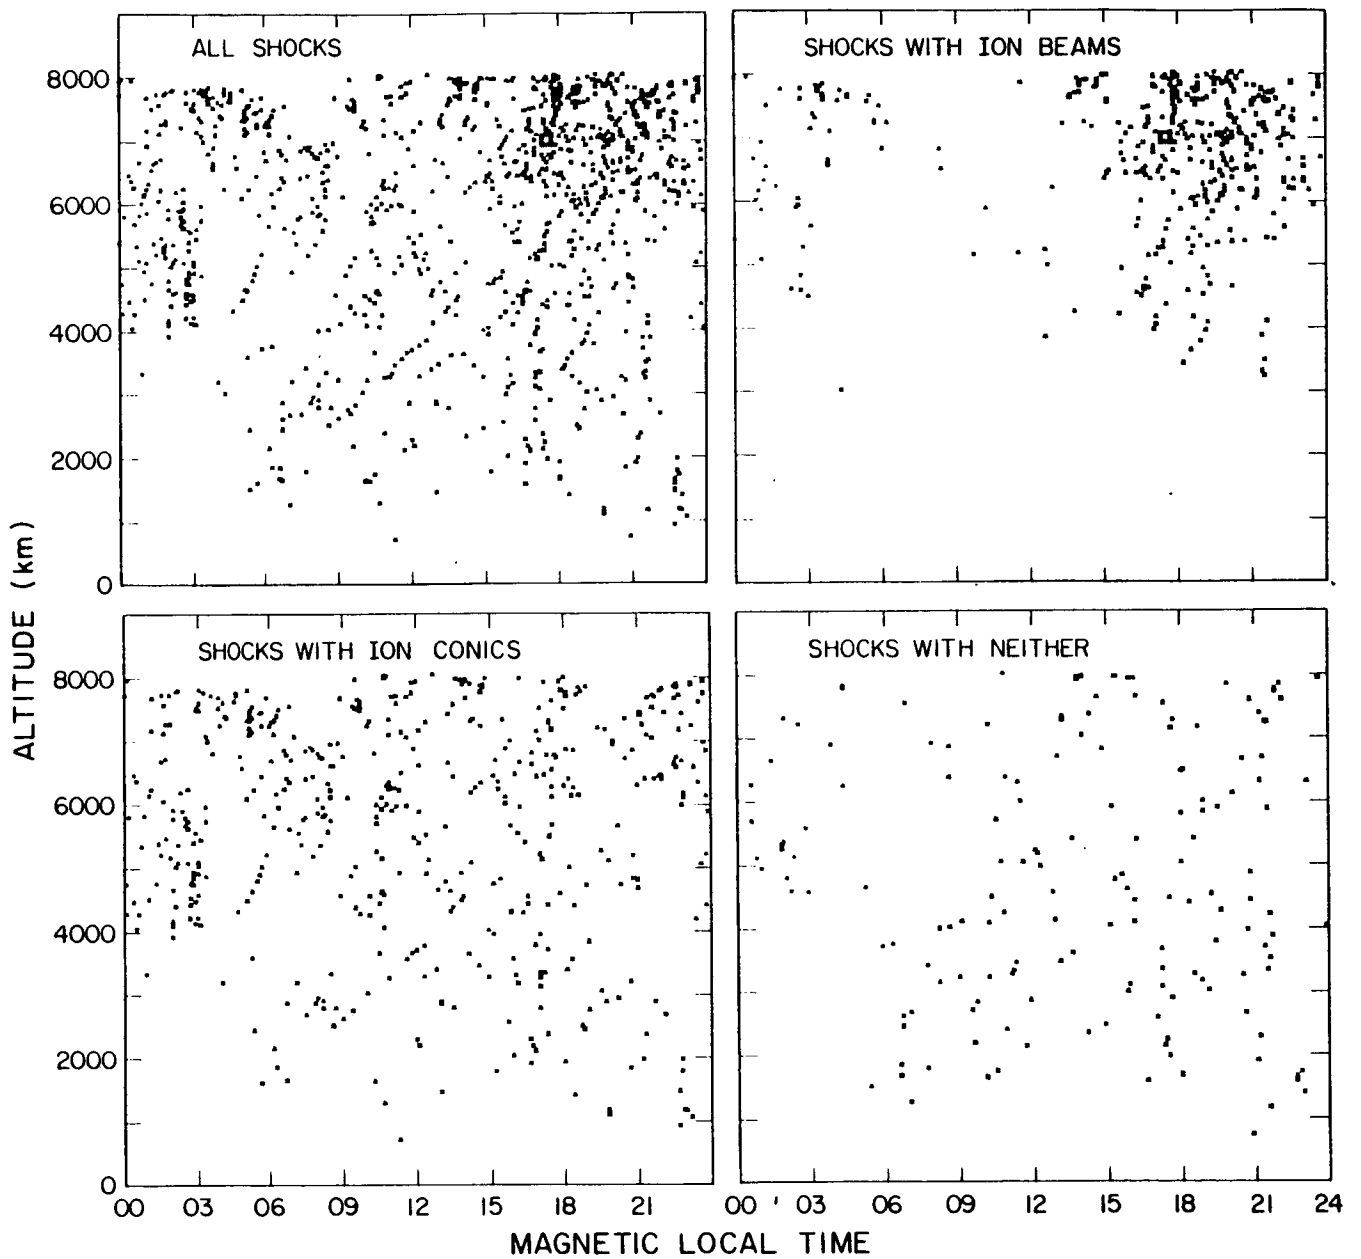 ALL SHOCKS
SHOCKS WITH ION BEAMS
8000
6000
4000
2000
0
SHOCKS WITH ION CONICS
SHOCKS WITH NEITHER
8000
6000
4000
2000
0
ALTITUDE (km)
00 03 06 09 12 15 18 21
00 03 06 09 12 15 18 21 24
MAGNETIC LOCAL TIME